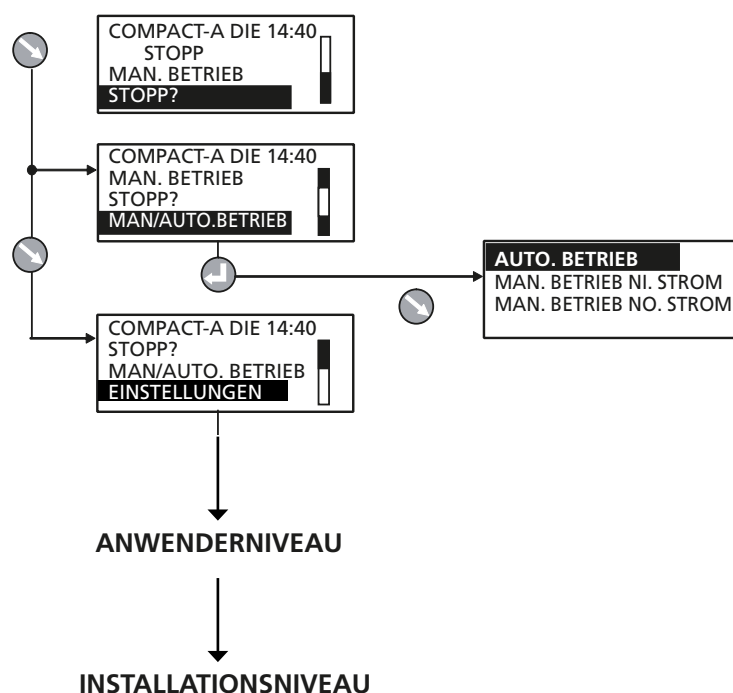 COMPACT-A DIE 14:40
STOPP
MAN. BETRIEB
STOPP?
COMPACT-A DIE 14:40
MAN. BETRIEB
STOPP?
MAN/AUTO.BETRIEB
AUTO. BETRIEB
MAN. BETRIEB NI. STROM
MAN. BETRIEB NO. STROM
COMPACT-A DIE 14:40
STOPP?
MAN/AUTO. BETRIEB
EINSTELLUNGEN
ANWENDERNIVEAU
INSTALLATIONSNIVEAU